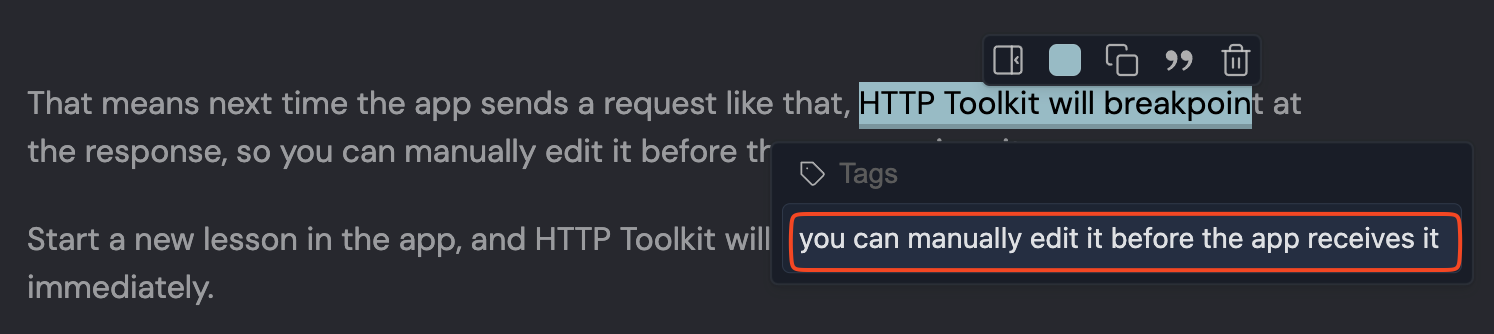 That means next time the app sends a request like that, HTTP Toolkit will breakpoint at
the response, so you can manually edit it before
Tags
Start a new lesson in the app, and HTTP Toolkit will
you can manually edit it before the app receives it
immediately.